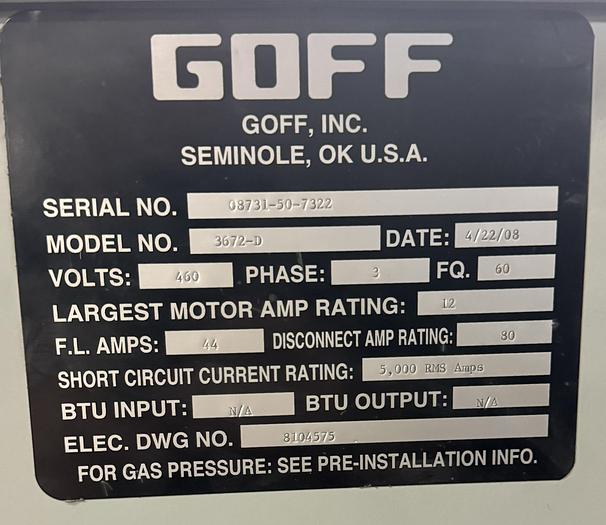 GOFF
GOFF, INC.
SEMINOLE, OK U.S.A.
SERIAL NO. 08731-50-7322
MODEL NO. 3672-D DATE: 4/22/08
VOLTS: 460 PHASE: 3 FQ. 60
LARGEST MOTOR AMP RATING: 12
F.L. AMPS: 44 DISCONNECT AMP RATING: 80
SHORT CIRCUIT CURRENT RATING: 5,000 RMS Amps
BTU INPUT: N/A BTU OUTPUT: N/A
ELEC. DWG NO. 8104575
FOR GAS PRESSURE: SEE PRE-INSTALLATION INFO.